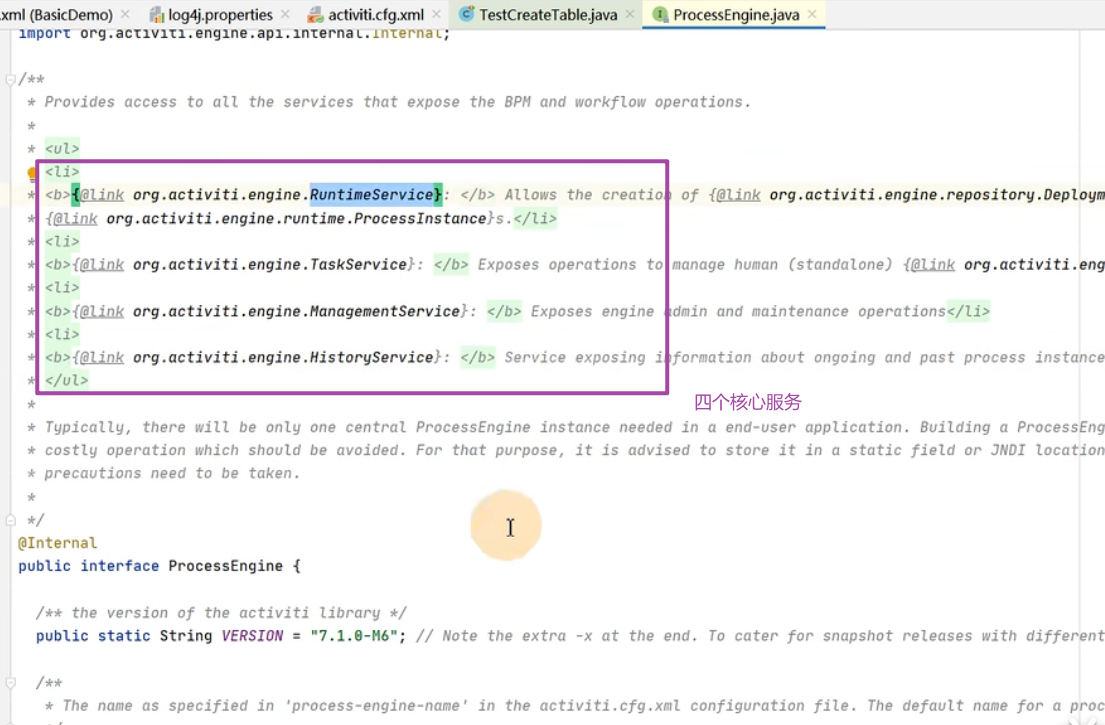 .xml (BasicDemo) × log4j.properties × activiti.cfg.xml × TestCreateTable.java × ProcessEngine.java ×
import org.activiti.engine.api.internal.Internal;
/**
* Provides access to all the services that expose the BPM and workflow operations.
*
* <ul>
* <li>
* <b>{@link org.activiti.engine.RuntimeService}: </b> Allows the creation of {@link org.activiti.engine.repository.Deploym
* {@link org.activiti.engine.runtime.ProcessInstance}s.</li>
* <li>
* <b>{@link org.activiti.engine.TaskService}: </b> Exposes operations to manage human (standalone) {@link org.activiti.eng
* <li>
* <b>{@link org.activiti.engine.ManagementService}: </b> Exposes engine admin and maintenance operations</li>
* <li>
* <b>{@link org.activiti.engine.HistoryService}: </b> Service exposing information about ongoing and past process instance
* </ul>
四个核心服务
*
* Typically, there will be only one central ProcessEngine instance needed in a end-user application. Building a ProcessEng
* costly operation which should be avoided. For that purpose, it is advised to store it in a static field or JNDI location
* precautions need to be taken.
*
*/
@Internal
public interface ProcessEngine {
/** the version of the activiti library */
public static String VERSION = "7.1.0-M6"; // Note the extra -x at the end. To cater for snapshot releases with different
/**
* The name as specified in 'process-engine-name' in the activiti.cfg.xml configuration file. The default name for a proc